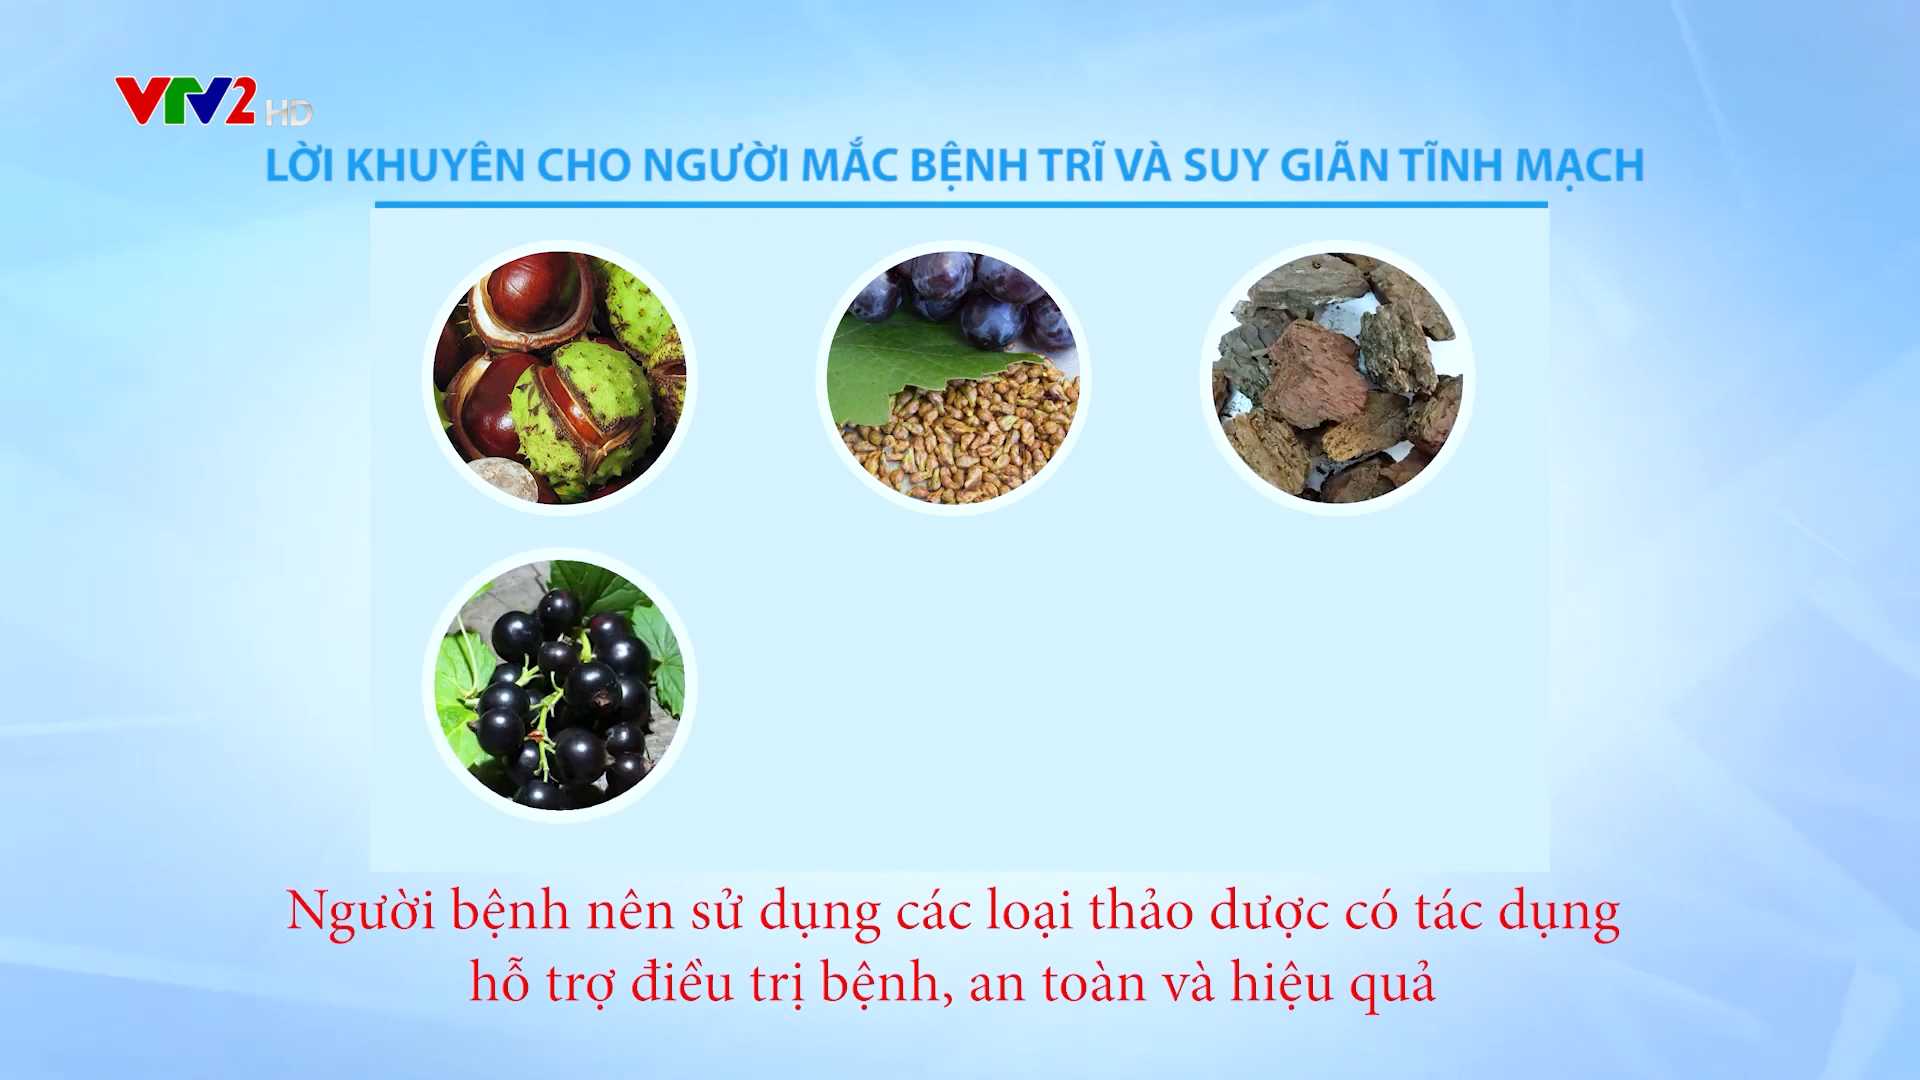 VTV2 HD
LỜI KHUYÊN CHO NGƯỜI MẮC BỆNH TRĨ VÀ SUY GIÃN TĨNH MẠCH
Người bệnh nên sử dụng các loại thảo dược có tác dụng
hỗ trợ điều trị bệnh, an toàn và hiệu quả